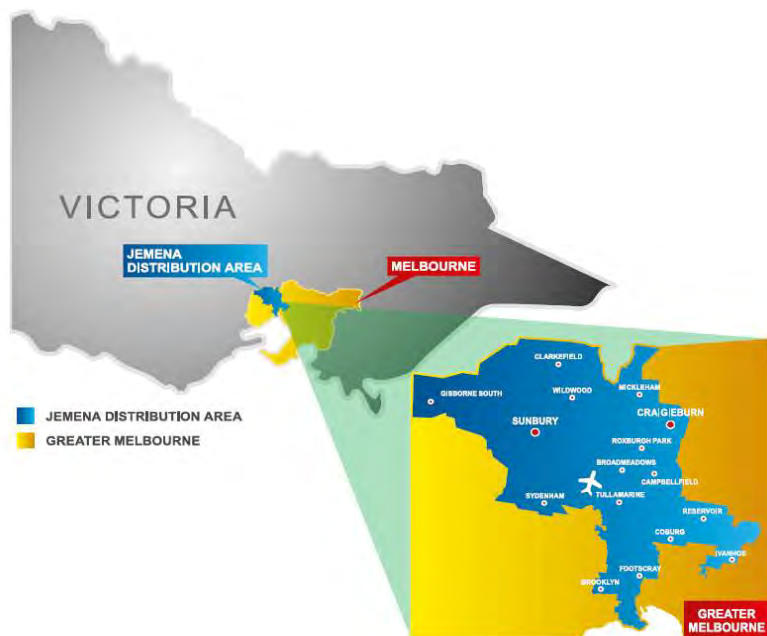 VICTORIA
JEMENA
DISTRIBUTION AREA
MELBOURNE
JEMENA DISTRIBUTION AREA
GREATER MELBOURNE
CLARKEFIELD
GISBORNE SOUTH
WILDWOOD
MICKLEHAM
SUNBURY
CRAIGIEBURN
ROXBURGH PARK
BROADMEADOWS
CAMPBELLFIELD
SYDENHAM
TULLAMARINE
RESERVOIR
COBURG
IVANHOE
FOOTSCRAY
BROOKLYN
GREATER
MELBOURNE